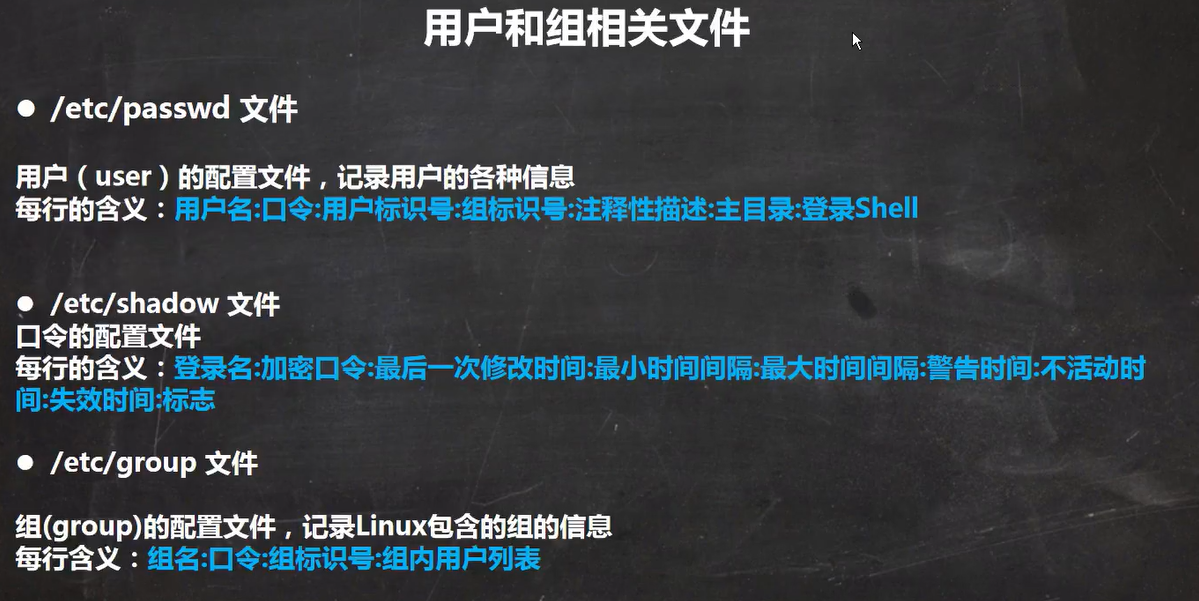 用户和组相关文件
● /etc/passwd 文件
用户（user）的配置文件，记录用户的各种信息
每行的含义：用户名:口令:用户标识号:组标识号:注释性描述:主目录:登录Shell
● /etc/shadow 文件
口令的配置文件
每行的含义：登录名:加密口令:最后一次修改时间:最小时间间隔:最大时间间隔:警告时间:不活动时
间:失效时间:标志
● /etc/group 文件
组(group)的配置文件，记录Linux包含的组的信息
每行含义：组名:口令:组标识号:组内用户列表